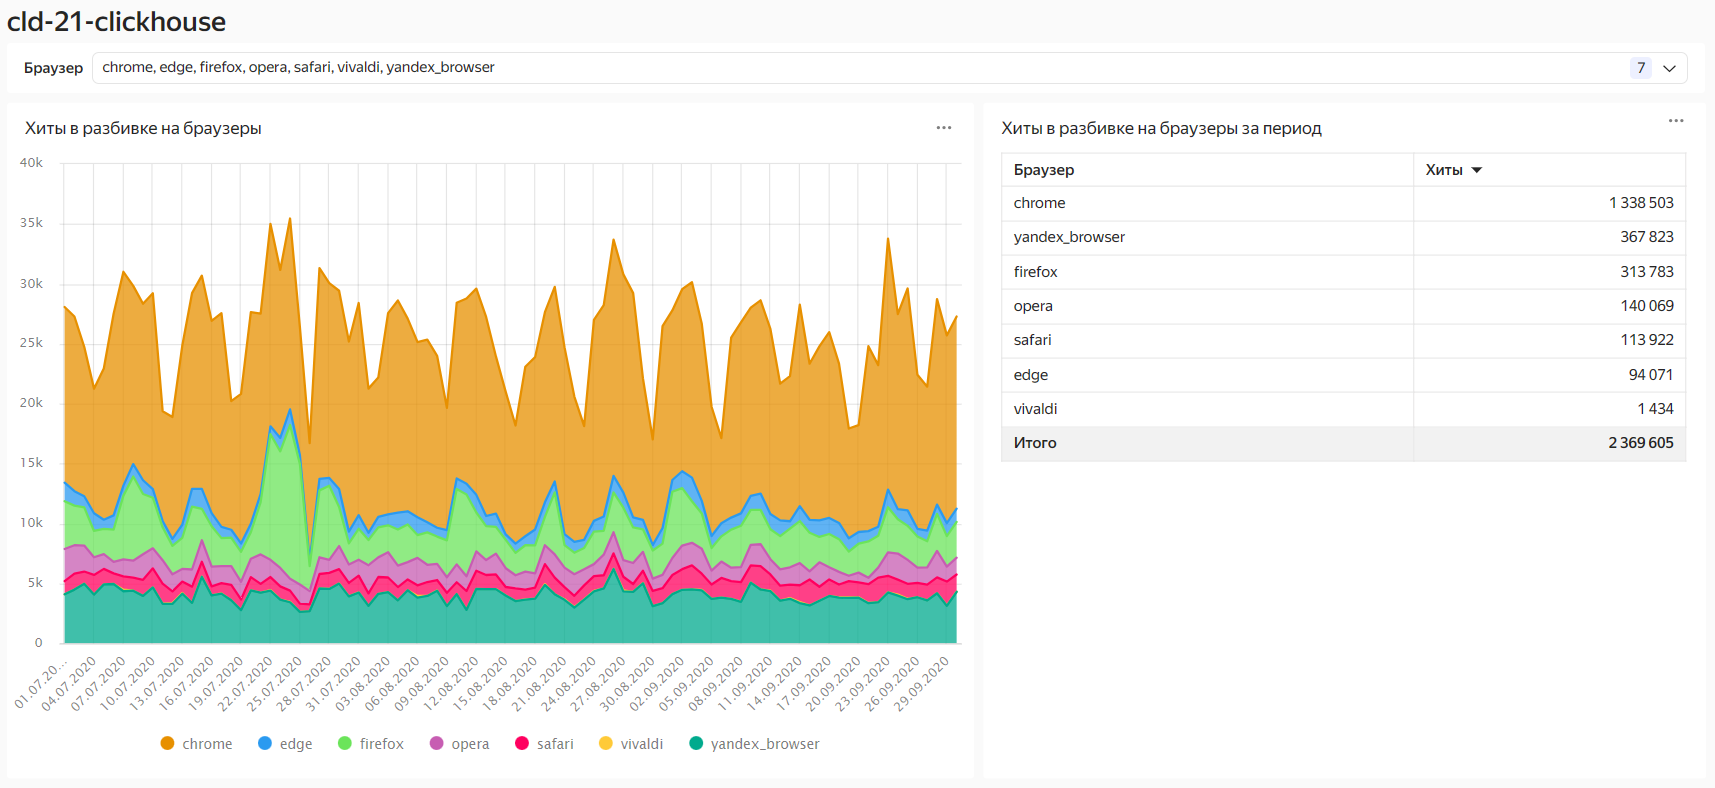 cld-21-clickhouse
Браузер chrome, edge, firefox, opera, safari, vivaldi, yandex_browser 7
Хиты в разбивке на браузеры
40k
35k
30k
25k
20k
15k
10k
5k
0
01.07.20...
04.07.2020
07.07.2020
10.07.2020
13.07.2020
16.07.2020
19.07.2020
22.07.2020
25.07.2020
28.07.2020
31.07.2020
03.08.2020
06.08.2020
09.08.2020
12.08.2020
15.08.2020
18.08.2020
21.08.2020
24.08.2020
27.08.2020
30.08.2020
02.09.2020
05.09.2020
08.09.2020
11.09.2020
14.09.2020
17.09.2020
20.09.2020
23.09.2020
26.09.2020
29.09.2020
chrome edge firefox opera safari vivaldi yandex_browser
Хиты в разбивке на браузеры за период
Браузер Хиты
chrome 1 338 503
yandex_browser 367 823
firefox 313 783
opera 140 069
safari 113 922
edge 94 071
vivaldi 1 434
Итого 2 369 605